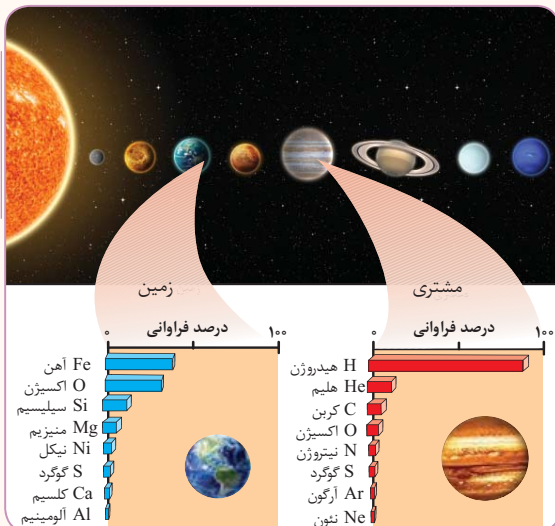 زمین
درصد فراوانی
۰
۱۰۰
Fe آهن
O اکسیژن
Si سیلیسیم
Mg منیزیم
Ni نیکل
S گوگرد
Ca کلسیم
Al آلومینیم
مشتری
درصد فراوانی
۰
۱۰۰
H هیدروژن
He هلیم
C کربن
O اکسیژن
N نیتروژن
S گوگرد
Ar آرگون
Ne نئون